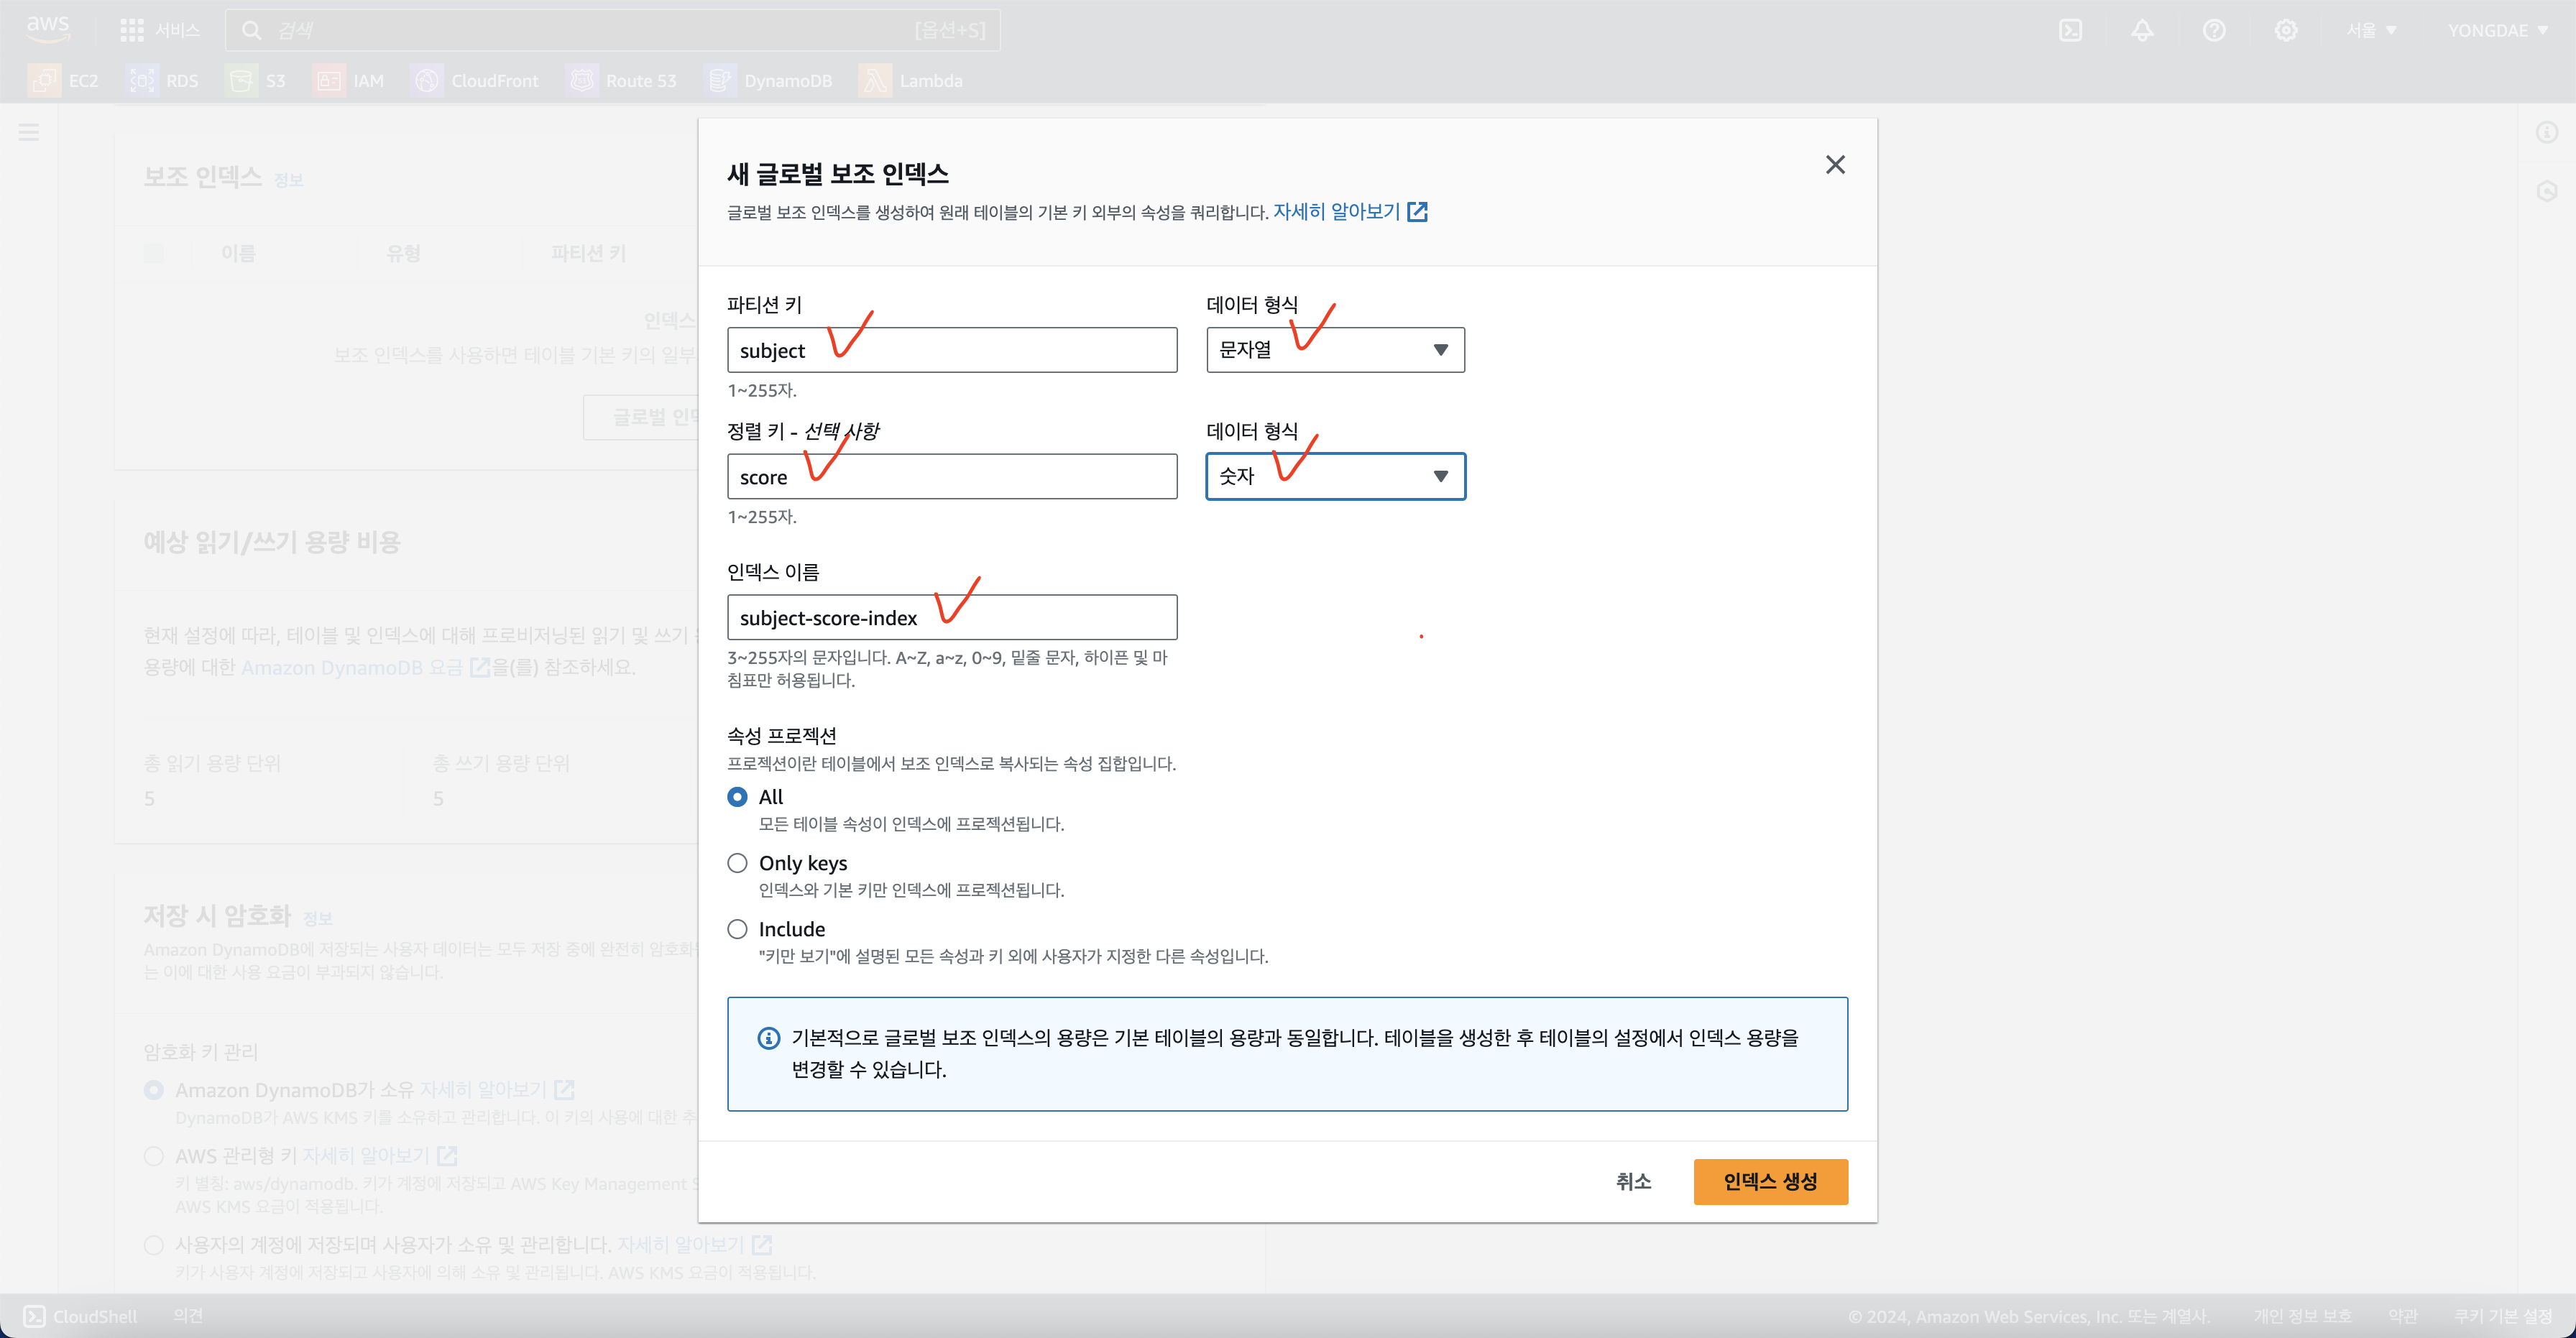 aws
서비스
검색
[옵션+S]
서울
YONGDAE
EC2
RDS
S3
IAM
CloudFront
Route 53
DynamoDB
Lambda
보조 인덱스 정보
이름
유형
파티션 키
인덱스
보조 인덱스를 사용하면 테이블 기본 키의 일부
글로벌
예상 읽기/쓰기 용량 비용
현재 설정에 따라, 테이블 및 인덱스에 대해 프로비저닝된 읽기 및 쓰기
용량에 대한 Amazon DynamoDB 요금 을(를) 참조하세요.
총 읽기 용량 단위
5
총 쓰기 용량 단위
5
저장 시 암호화 정보
Amazon DynamoDB에 저장되는 사용자 데이터는 모두 저장 중에 완전히
는 이에 대한 사용 요금이 부과되지 않습니다.
암호화 키 관리
Amazon DynamoDB가 소유 자세히 알아보기
DynamoDB가 AWS KMS 키를 소유하고 관리합니다. 이 키의 사용에 대한
AWS 관리형 키 자세히 알아보기
키 별칭: aws/dynamodb. 키가 계정에 저장되고 AWS Key Management
AWS KMS 요금이 적용됩니다.
사용자의 계정에 저장되며 사용자가 소유 및 관리합니다. 자세히 알아보기
키가 사용자 계정에 저장되고 사용자에 의해 소유 및 관리됩니다. AWS KMS 요금이 적용됩니다.
새 글로벌 보조 인덱스
글로벌 보조 인덱스를 생성하여 원래 테이블의 기본 키 외부의 속성을 쿼리합니다. 자세히 알아보기
파티션 키
subject
1~255자.
데이터 형식
문자열
정렬 키 - 선택 사항
score
1~255자.
데이터 형식
숫자
인덱스 이름
subject-score-index
3~255자의 문자입니다. A~Z, a~z, 0~9, 밑줄 문자, 하이픈 및 마
침표만 허용됩니다.
속성 프로젝션
프로젝션이란 테이블에서 보조 인덱스로 복사되는 속성 집합입니다.
All
모든 테이블 속성이 인덱스에 프로젝션됩니다.
Only keys
인덱스와 기본 키만 인덱스에 프로젝션됩니다.
Include
"키만 보기"에 설명된 모든 속성과 키 외에 사용자가 지정한 다른 속성입니다.
기본적으로 글로벌 보조 인덱스의 용량은 기본 테이블의 용량과 동일합니다. 테이블을 생성한 후 테이블의 설정에서 인덱스 용량을
변경할 수 있습니다.
취소
인덱스 생성
CloudShell
의견
© 2024, Amazon Web Services, Inc. 또는 계열사.
개인 정보 보호
약관
쿠키 기본 설정